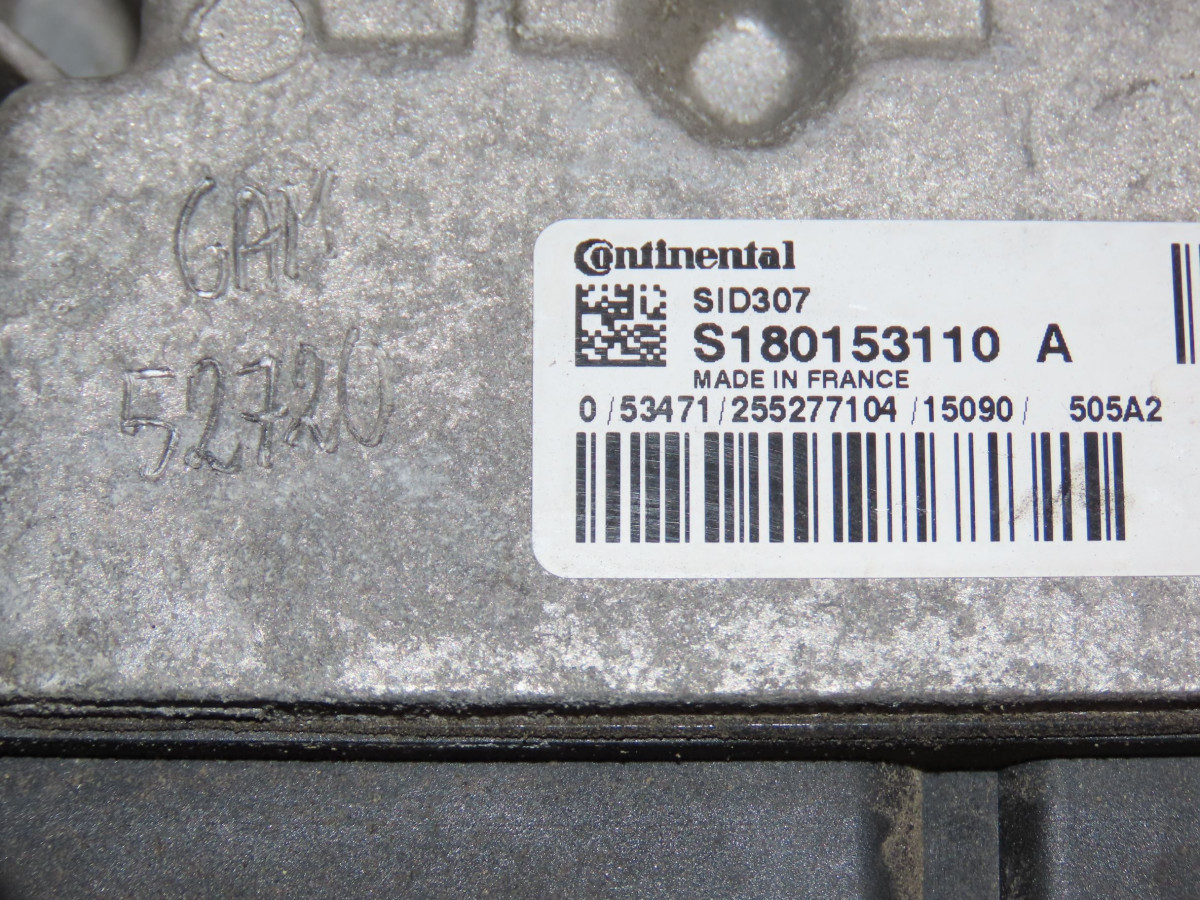 GAM
52720
Continental
SID307
S180153110 A
MADE IN FRANCE
0 / 53471 / 255277104 / 15090 / 505A2